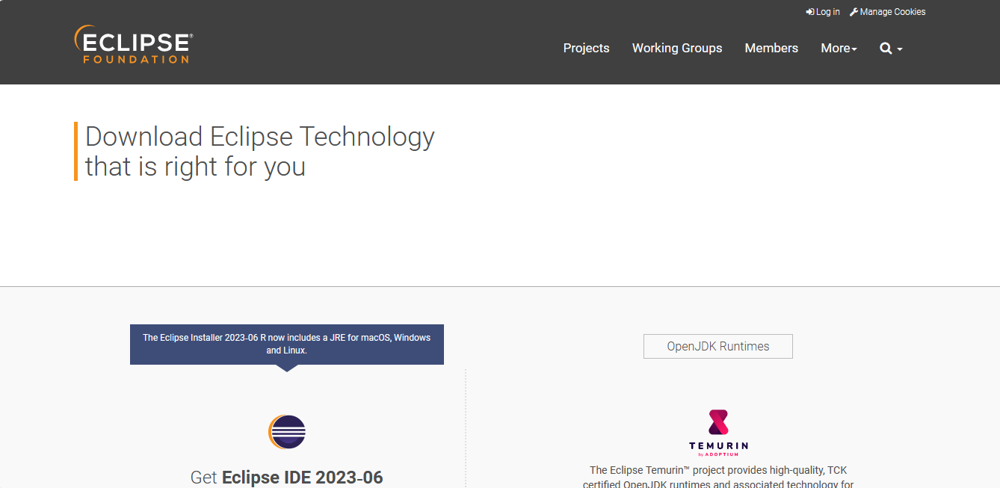 Log in Manage Cookies
ECLIPSE®
FOUNDATION
Projects Working Groups Members More
Download Eclipse Technology
that is right for you
The Eclipse Installer 2023-06 R now includes a JRE for macOS, Windows
and Linux.
Get Eclipse IDE 2023-06
OpenJDK Runtimes
TEMURIN
by ADOPTIUM
The Eclipse Temurin™ project provides high-quality, TCK
certified OpenJDK runtimes and associated technology for